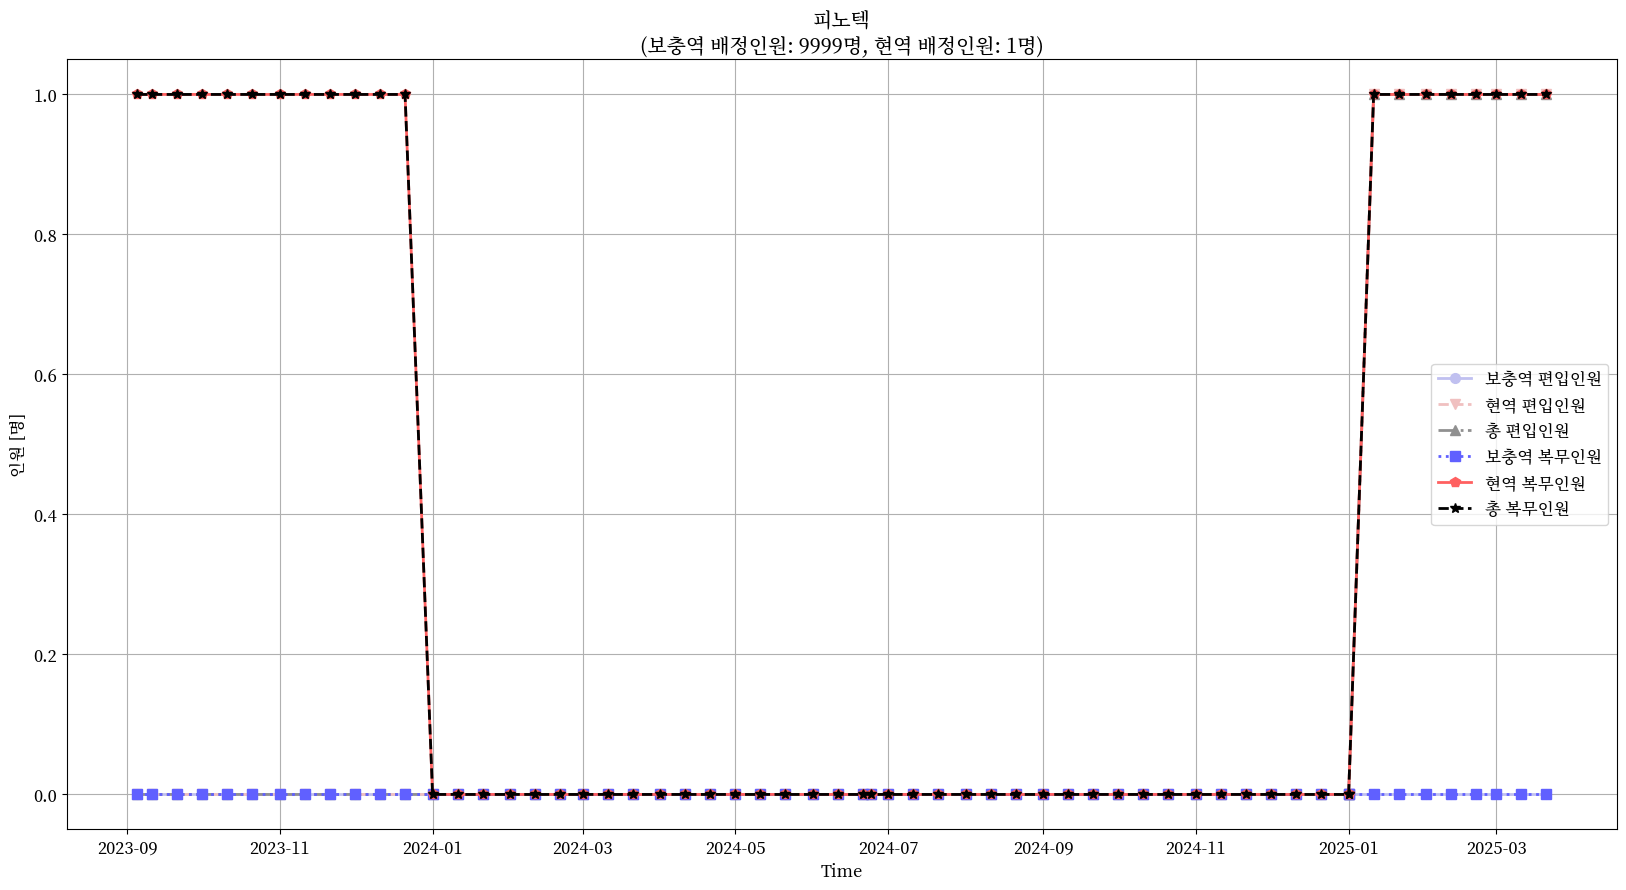 피노텍
(보충역 배정인원: 9999명, 현역 배정인원: 1명)
인원 [명]
1.0
0.8
0.6
0.4
0.2
0.0
보충역 편입인원
현역 편입인원
총 편입인원
보충역 복무인원
현역 복무인원
총 복무인원
2023-09 2023-11 2024-01 2024-03 2024-05 2024-07 2024-09 2024-11 2025-01 2025-03
Time